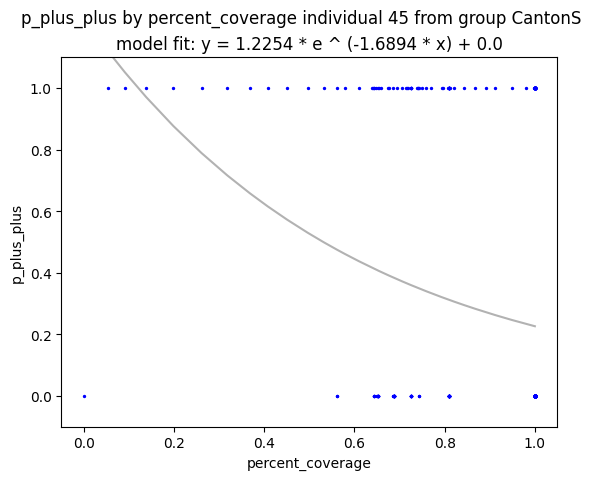 p_plus_plus by percent_coverage individual 45 from group CantonS
model fit: y = 1.2254 * e ^ (-1.6894 * x) + 0.0
1.0
0.8
0.6
p_plus_plus
0.4
0.2
0.0
0.0 0.2 0.4 0.6 0.8 1.0
percent_coverage